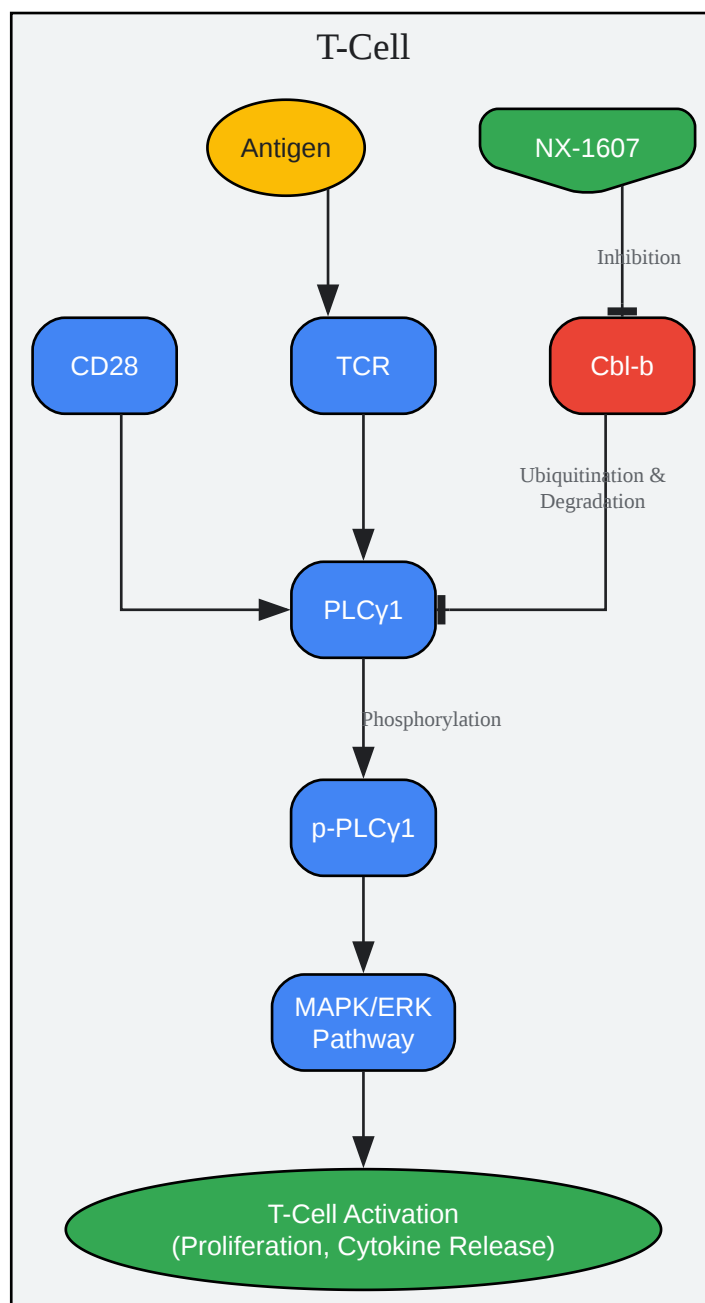 T-Cell
Antigen
NX-1607
Inhibition
CD28
TCR
Cbl-b
Ubiquitination &
Degradation
PLCγ1
Phosphorylation
p-PLCγ1
MAPK/ERK
Pathway
T-Cell Activation
(Proliferation, Cytokine Release)